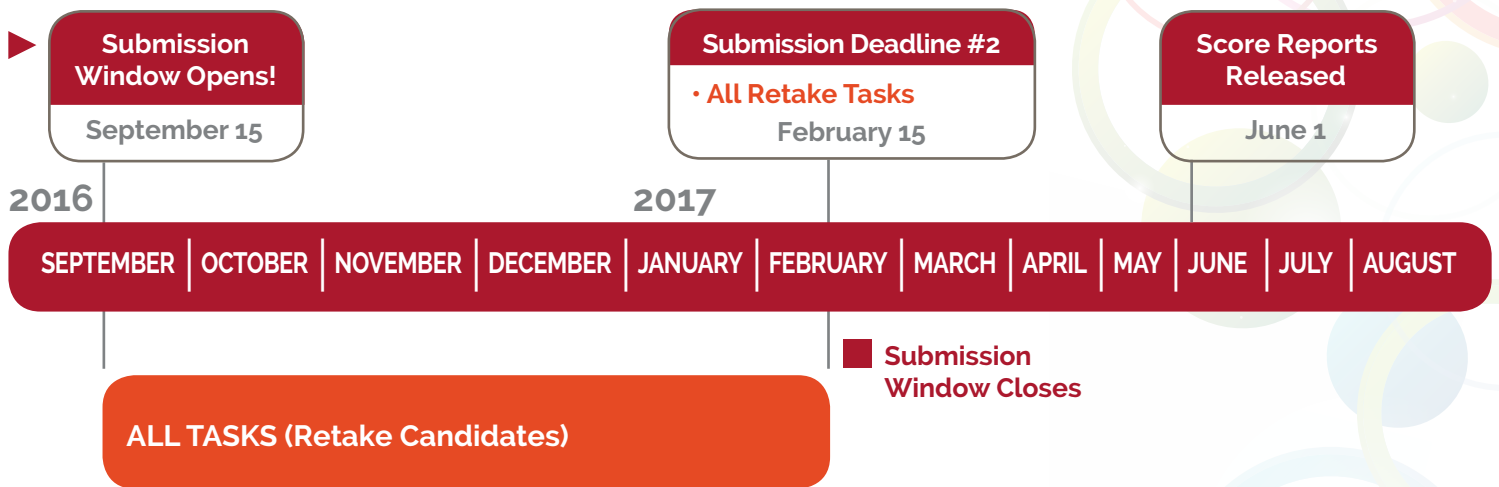 Submission
Window Opens!
September 15
Submission Deadline #2
• All Retake Tasks
February 15
Score Reports
Released
June 1
2016
2017
SEPTEMBER OCTOBER NOVEMBER DECEMBER JANUARY FEBRUARY MARCH APRIL MAY JUNE JULY AUGUST
Submission
Window Closes
ALL TASKS (Retake Candidates)